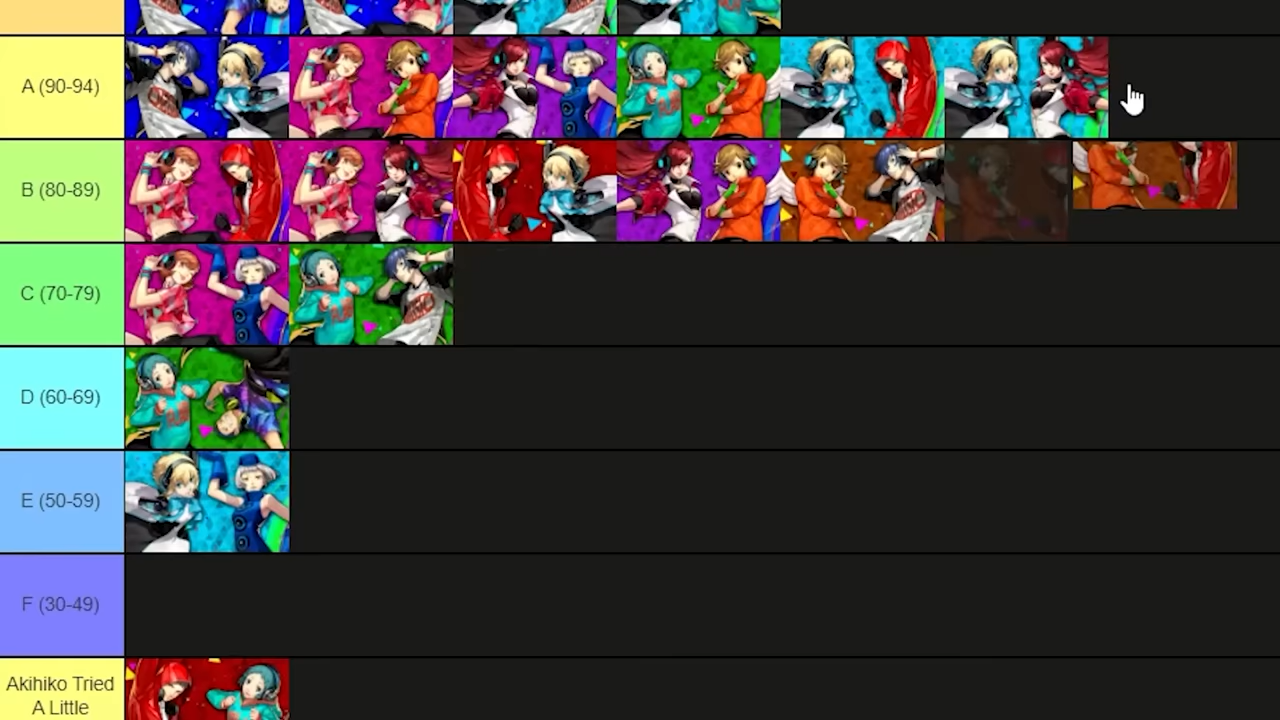 A (90-94)
B (80-89)
C (70-79)
D (60-69)
E (50-59)
F (30-49)
Akihiko Tried
A Little